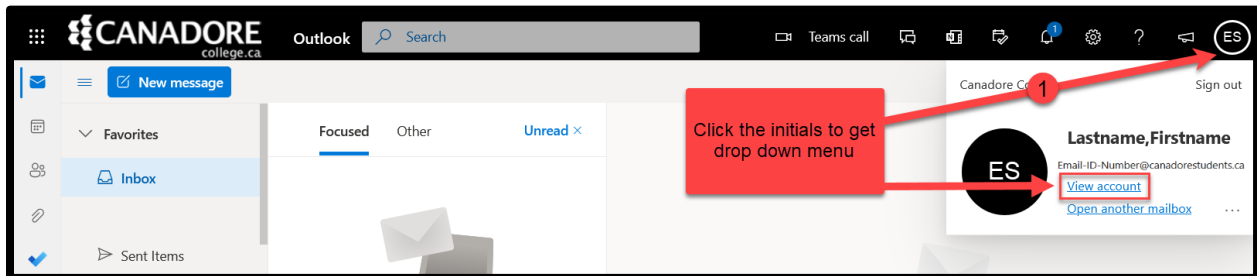 CANADORE
college.ca
Outlook
Search
Teams call
1
?
ES
New message
Favorites
Focused Other Unread ×
Inbox
Sent Items
Click the initials to get
drop down menu
1
Sign out
ES
Lastname,Firstname
Email-ID-Number@canadorestudents.ca
View account
Open another mailbox
...